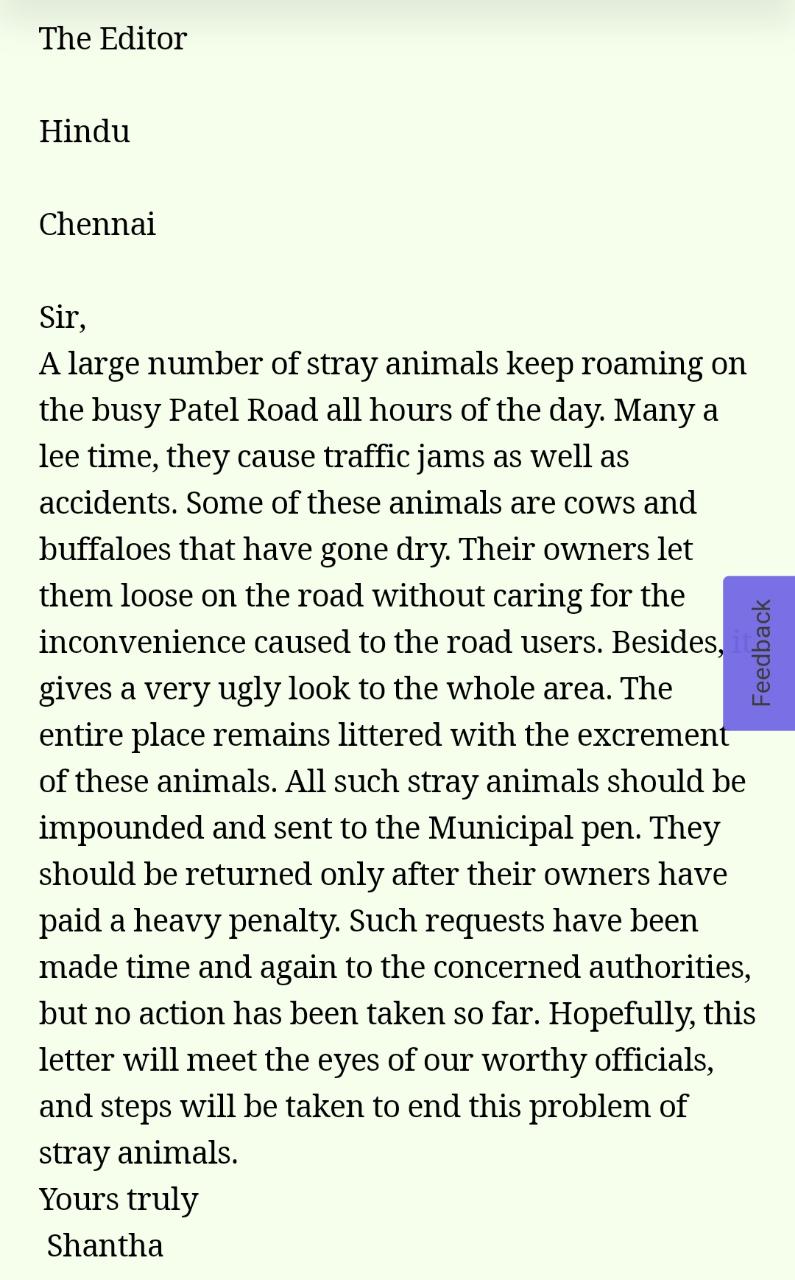 The Editor
Hindu
Chennai
Sir,
A large number of stray animals keep roaming on
the busy Patel Road all hours of the day. Many a
lee time, they cause traffic jams as well as
accidents. Some of these animals are cows and
buffaloes that have gone dry. Their owners let
them loose on the road without caring for the
inconvenience caused to the road users. Besides, it
gives a very ugly look to the whole area. The
entire place remains littered with the excrement
of these animals. All such stray animals should be
impounded and sent to the Municipal pen. They
should be returned only after their owners have
paid a heavy penalty. Such requests have been
made time and again to the concerned authorities,
but no action has been taken so far. Hopefully, this
letter will meet the eyes of our worthy officials,
and steps will be taken to end this problem of
stray animals.
Yours truly
Shantha
Feedback